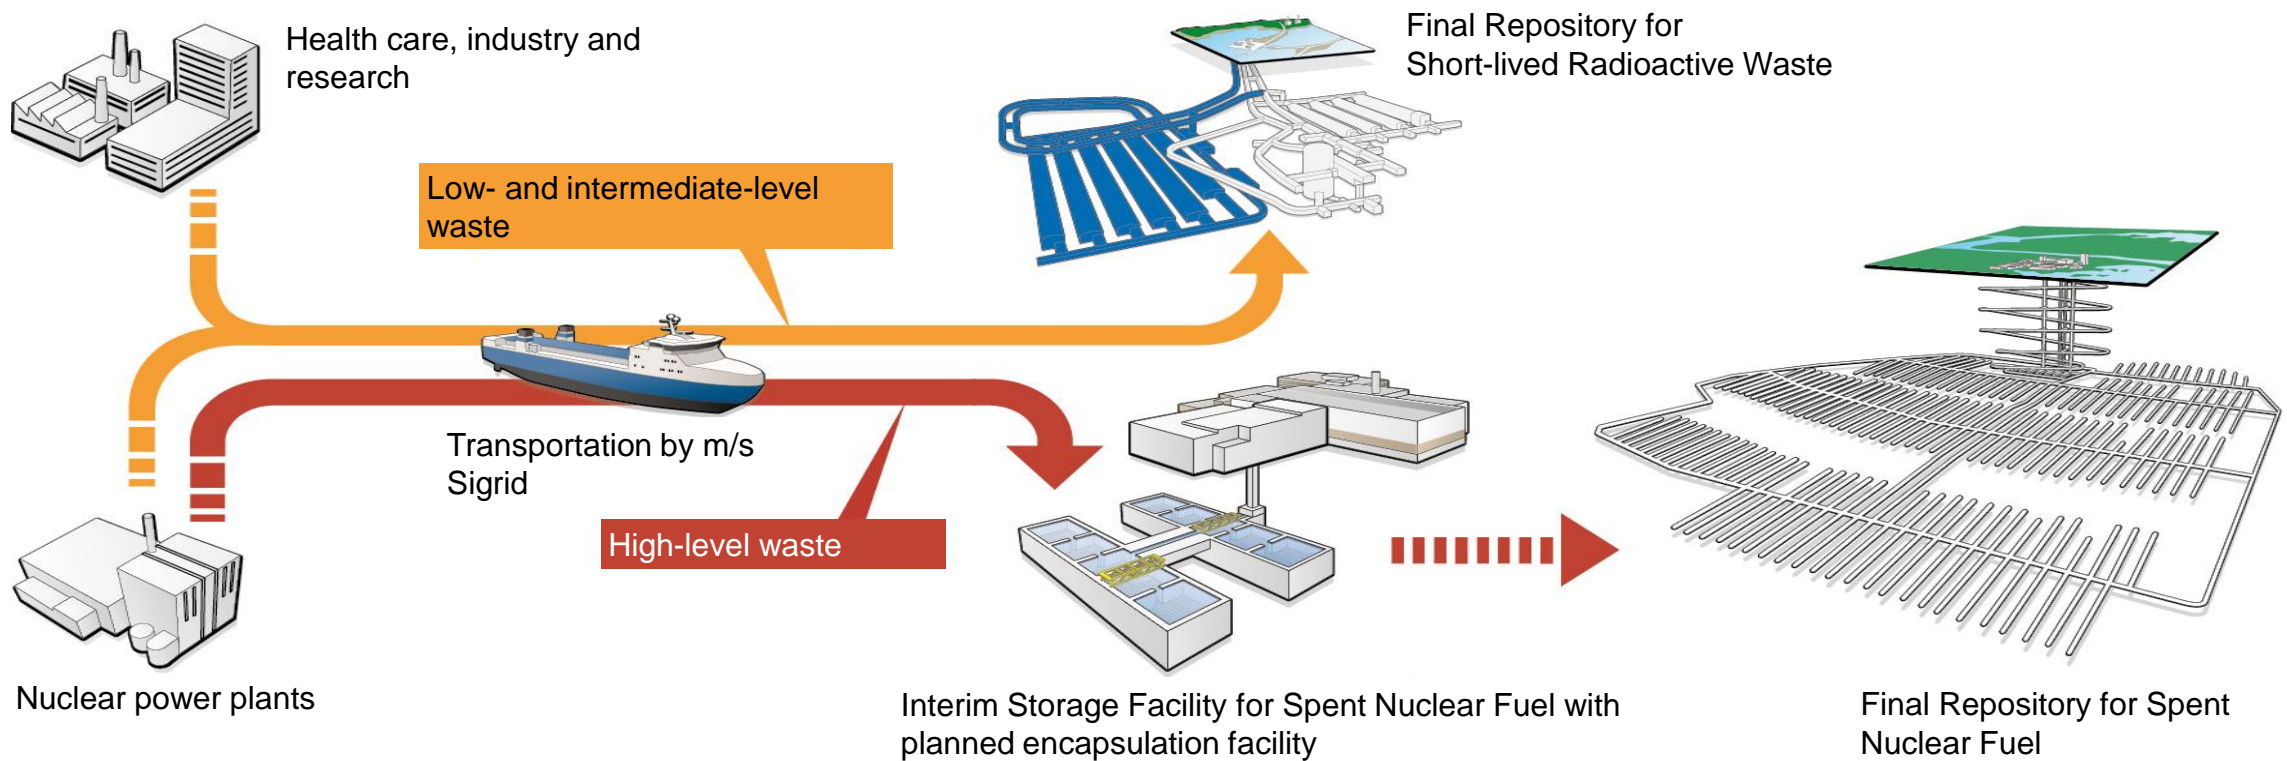 Health care, industry and
research
Final Repository for
Short-lived Radioactive Waste
Low- and intermediate-level
waste
Transportation by m/s
Sigrid
High-level waste
Nuclear power plants
Interim Storage Facility for Spent Nuclear Fuel with
planned encapsulation facility
Final Repository for Spent
Nuclear Fuel